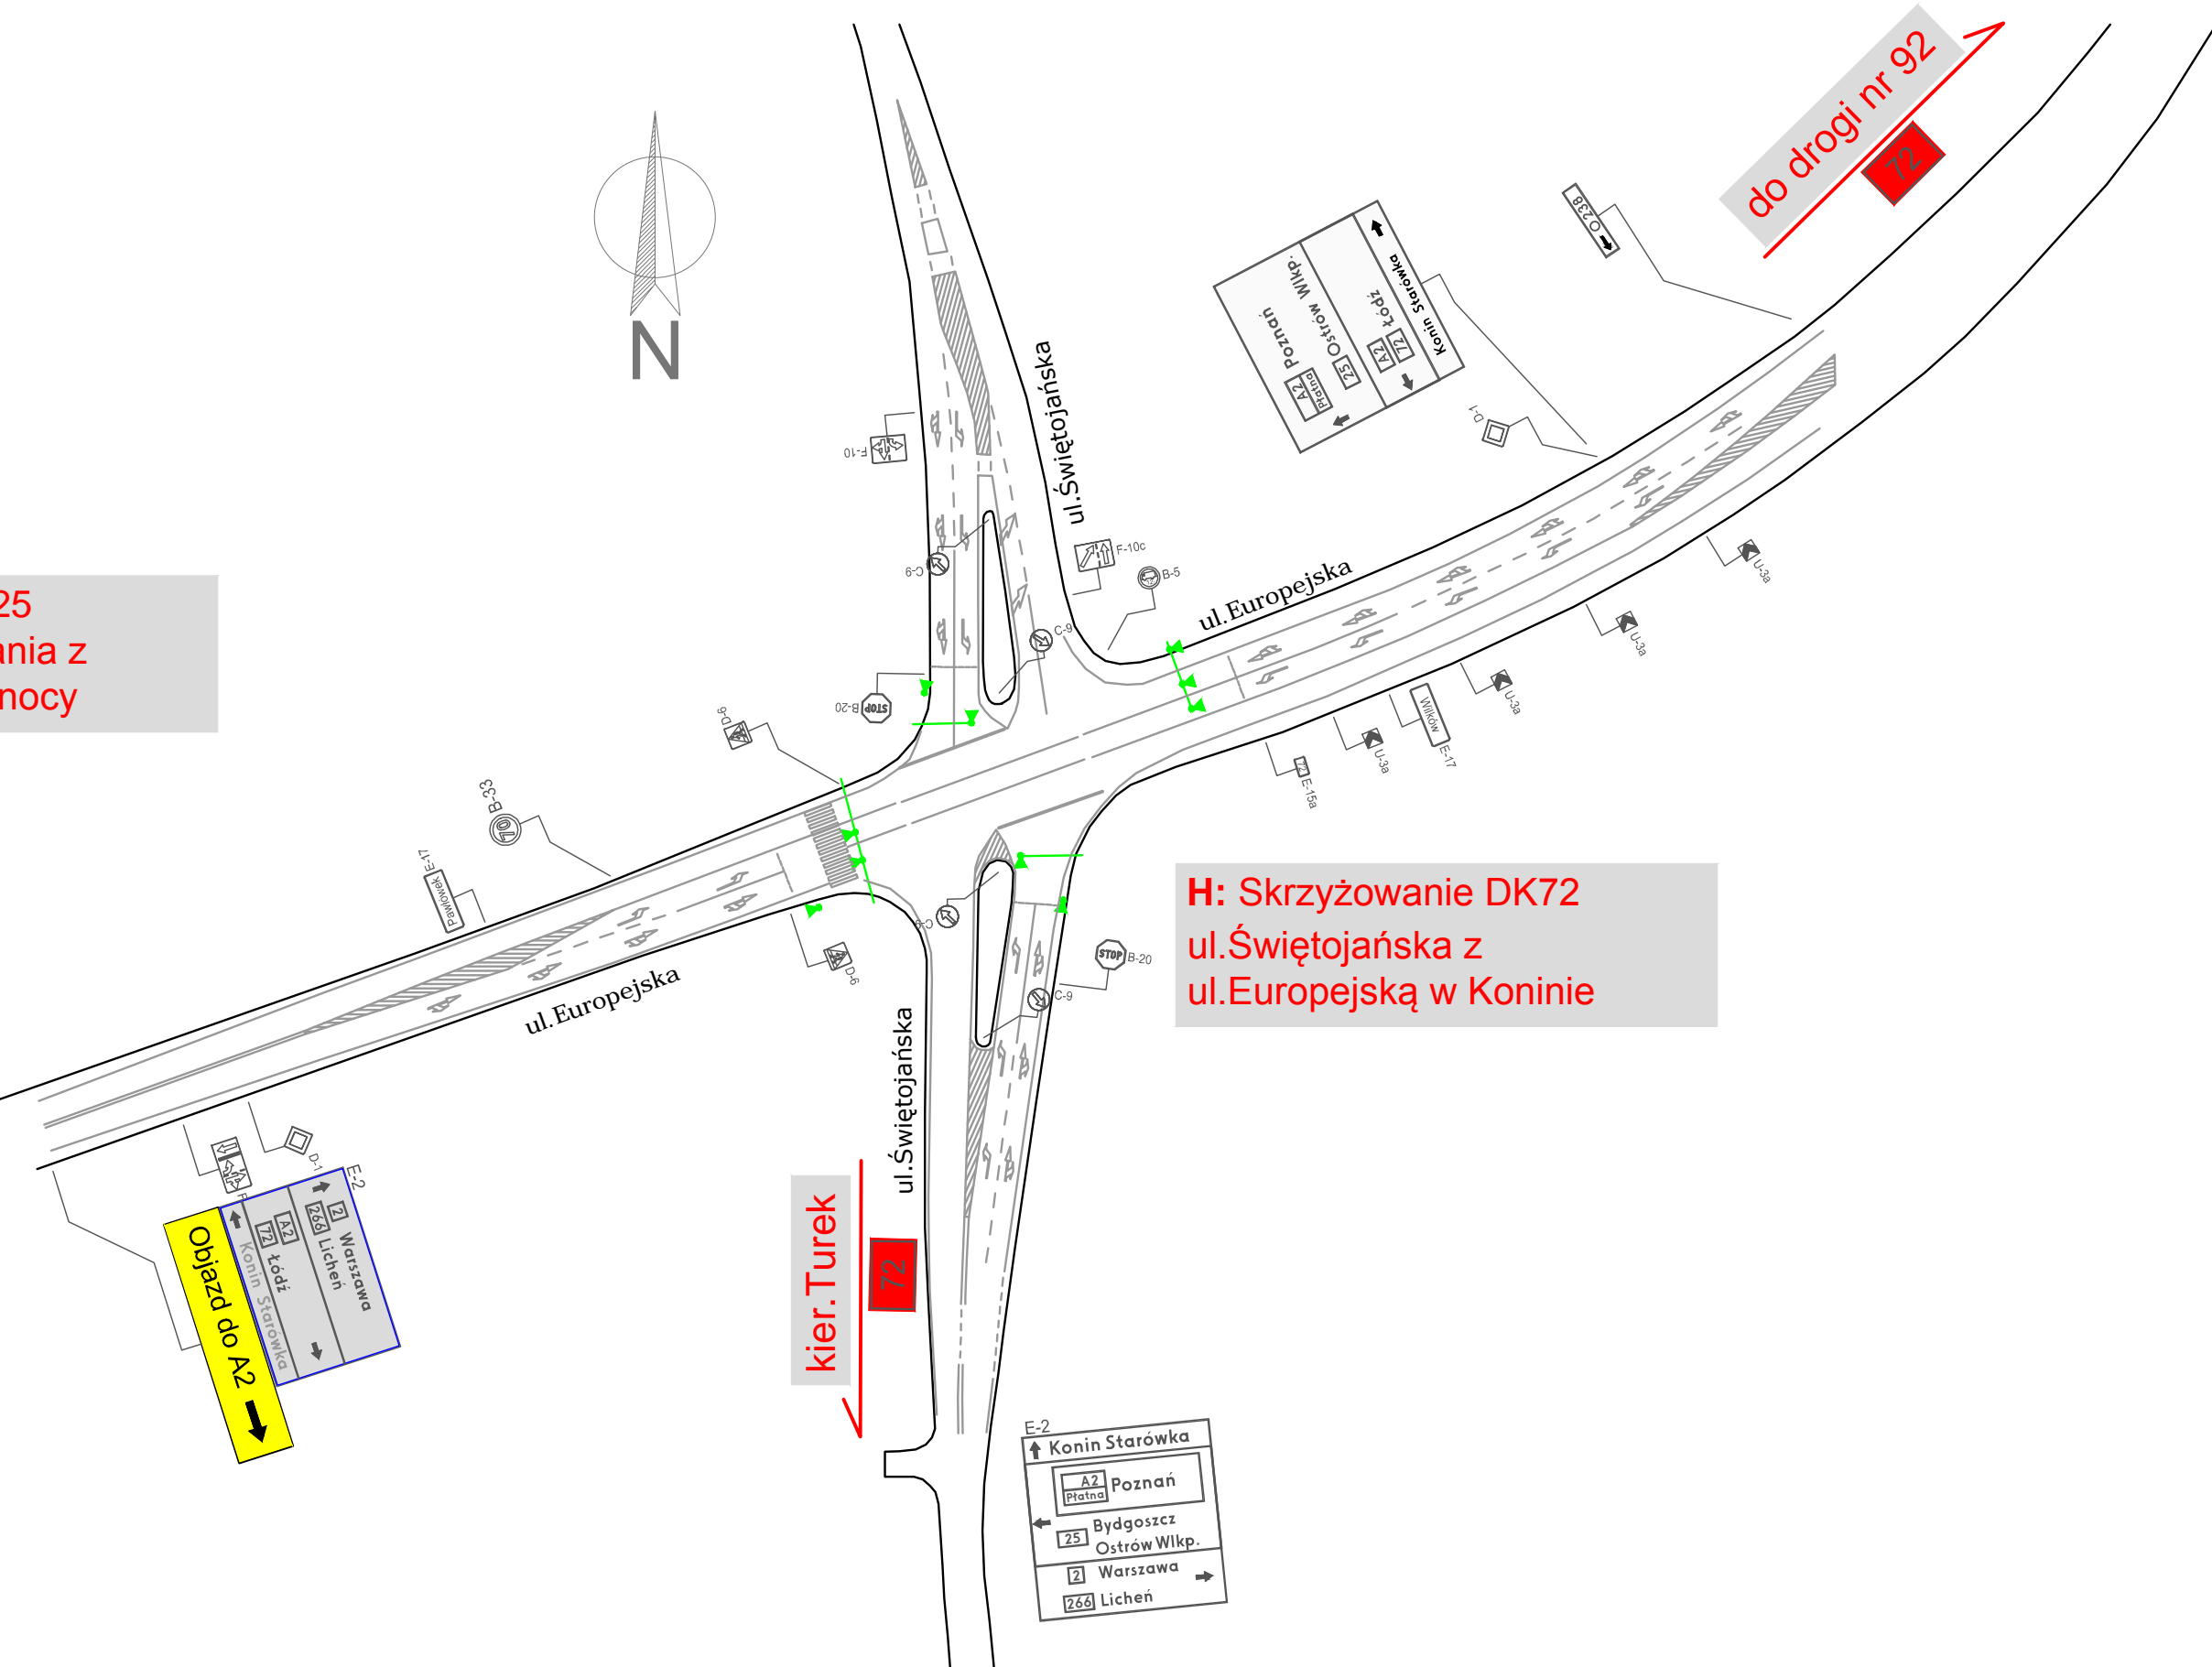 do drogi nr 92
72
O 238
Konin Starówka
72 Łódź
A2
25 Ostrów Wlkp.
A2 Poznań
Płatna
D-1
N
F-10
ul.Świętojańska
F-10c
B-5
C-9
C-9
ul.Europejska
U-3a
U-3a
U-3a
U-3a
Wilków
E-17
72
E-15a
25
ania z
nocy
STOP
B-20
D-6
B-33
70
E-17
Pawłówek
ul.Europejska
D-6
C-9
STOP
B-20
C-9
H: Skrzyżowanie DK72
ul.Świętojańska z
ul.Europejską w Koninie
ul.Świętojańska
kier.Turek
72
D-1
E-2
2 Warszawa
266 Licheń
A2
72 Łódź
Konin Starówka
Objazd do A2
E-2
Konin Starówka
A2 Poznań
Płatna
25 Bydgoszcz
Ostrów Wlkp.
2 Warszawa
266 Licheń